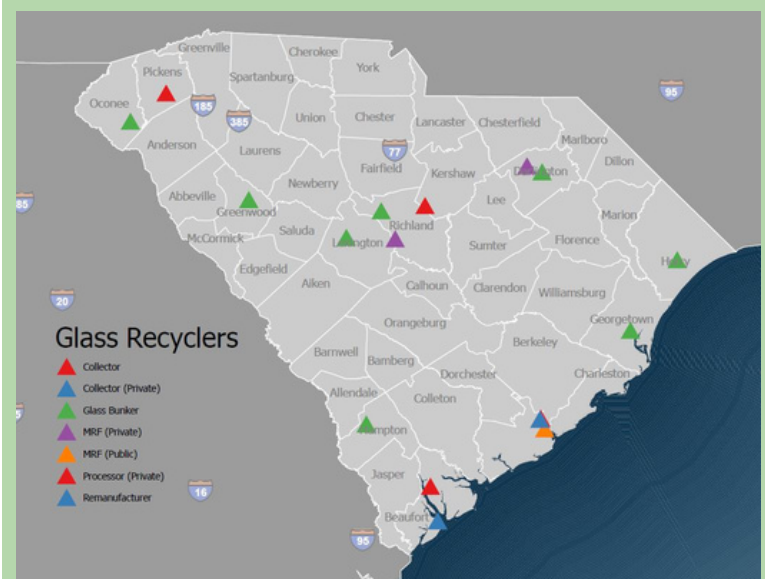 Greenville
Cherokee
Pickens
York
Spartanburg
Oconee
95
185
385
Union
Chester
Lancaster
Chesterfield
Anderson
Laurens
77
Marlboro
Dillon
Fairfield
Kershaw
Newberry
Abbeville
Greenwood
Lee
Marion
85
Richland
McCormick
Saluda
Sumter
Florence
Edgefield
Aiken
Calhoun
Clarendon
Williamsburg
20
Orangeburg
Georgetown
Glass Recyclers
Berkeley
Barnwell
Bamberg
Collector
Dorchester
Charleston
Collector (Private)
Allendale
Colleton
Glass Bunker
MRF (Private)
MRF (Public)
Jasper
Processor (Private)
16
Remanufacturer
Beaufort
95